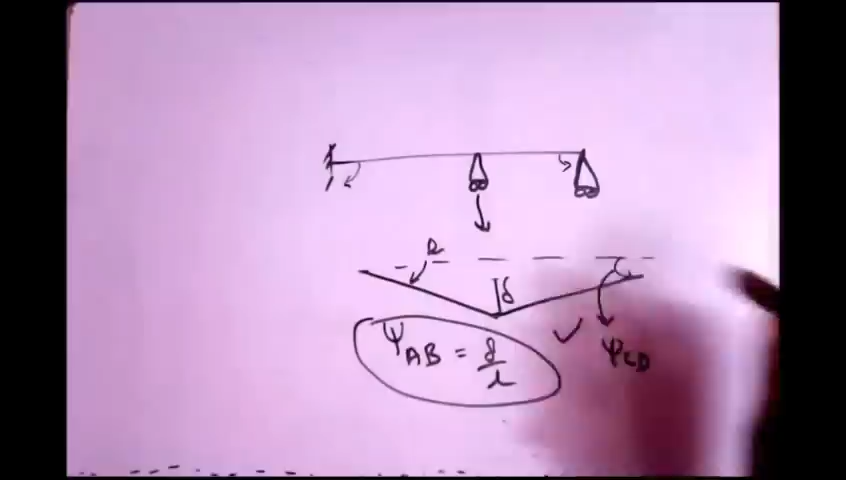 δ
ψAB = δ/L
ψCD